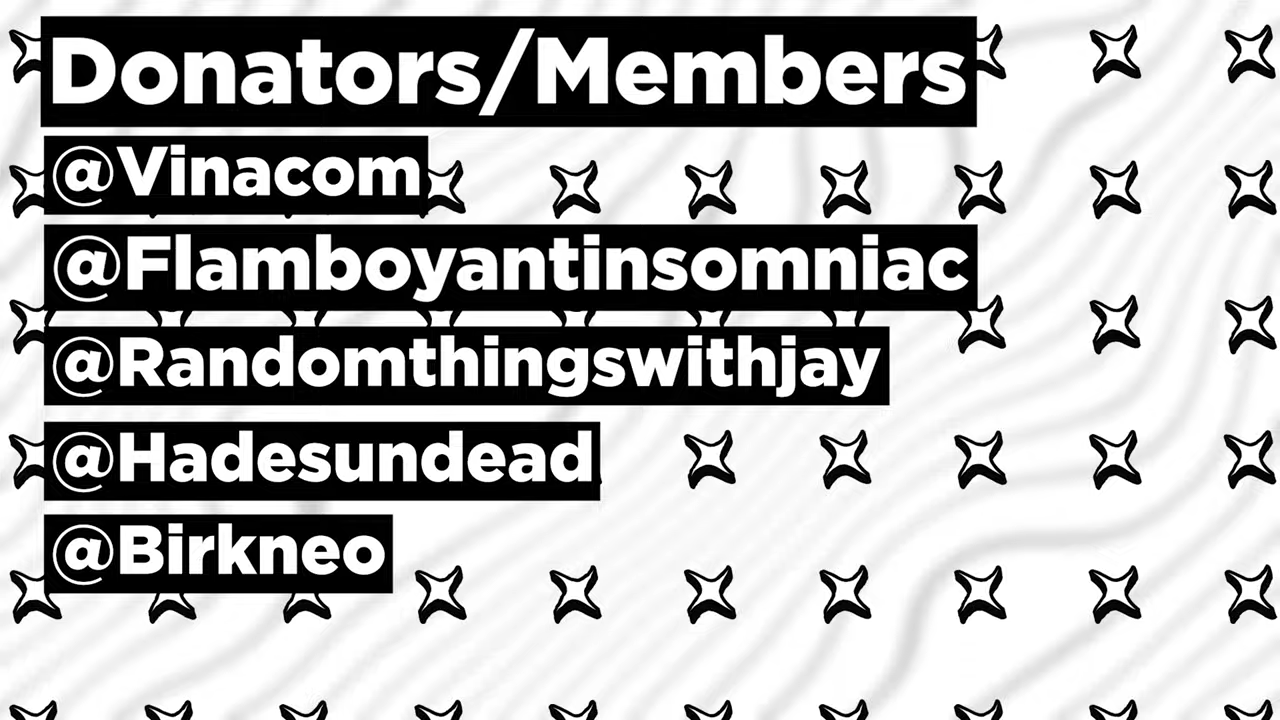 Donators/Members
@Vinacom
@Flamboyantinsomniac
@Randomthingswithjay
@Hadesundead
@Birkneo